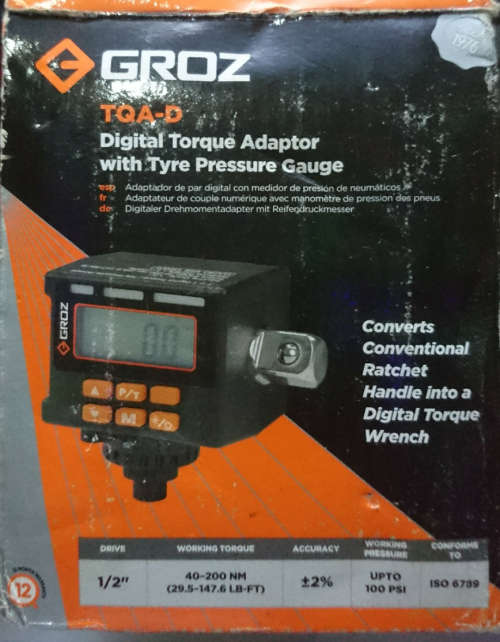 1976
GROZ
TQA-D
Digital Torque Adaptor
with Tyre Pressure Gauge
esp Adaptador de par digital con medidor de presión de neumáticos
fr Adaptateur de couple numérique avec manomètre de pression des pneus
de Digitaler Drehmomentadapter mit Reifendruckmesser
GROZ
0.0
P/T
M
Converts
Conventional
Ratchet
Handle into a
Digital Torque
Wrench
DRIVE WORKING TORQUE ACCURACY WORKING PRESSURE CONFORMS TO
1/2" 40-200 NM (29.5-147.6 LB-FT) ±2% UPTO 100 PSI ISO 6789
12